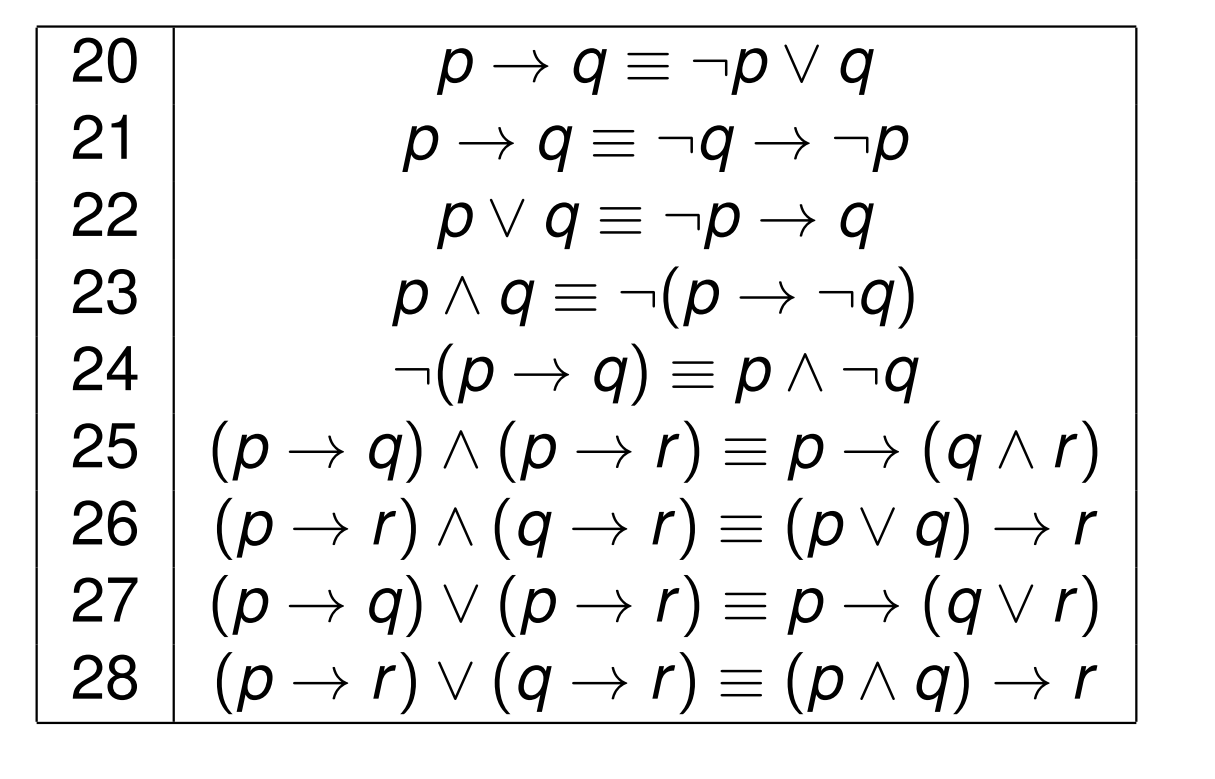 20 p → q ≡ ¬p ∨ q
21 p → q ≡ ¬q → ¬p
22 p ∨ q ≡ ¬p → q
23 p ∧ q ≡ ¬(p → ¬q)
24 ¬(p → q) ≡ p ∧ ¬q
25 (p → q) ∧ (p → r) ≡ p → (q ∧ r)
26 (p → r) ∧ (q → r) ≡ (p ∨ q) → r
27 (p → q) ∨ (p → r) ≡ p → (q ∨ r)
28 (p → r) ∨ (q → r) ≡ (p ∧ q) → r